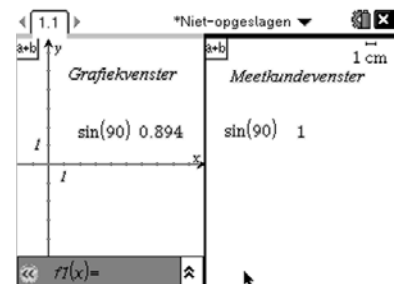 1.1 *Niet-opgeslagen
a+b y
Grafiekvenster
sin(90) 0.894
1
x
1
f1(x)=
a+b
1 cm
Meetkundevenster
sin(90) 1